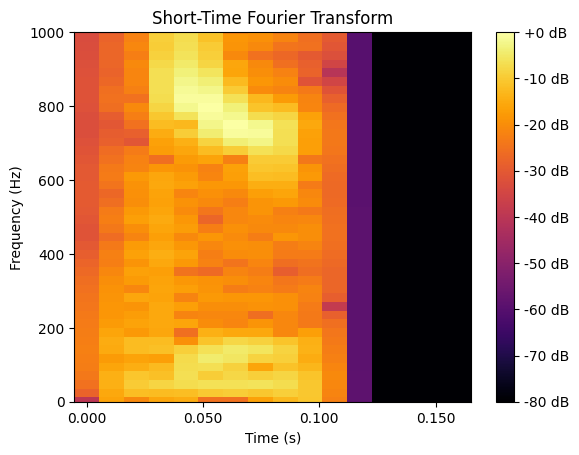 Short-Time Fourier Transform
1000
800
600
400
200
0
Frequency (Hz)
0.000
0.050
0.100
0.150
Time (s)
+0 dB
-10 dB
-20 dB
-30 dB
-40 dB
-50 dB
-60 dB
-70 dB
-80 dB